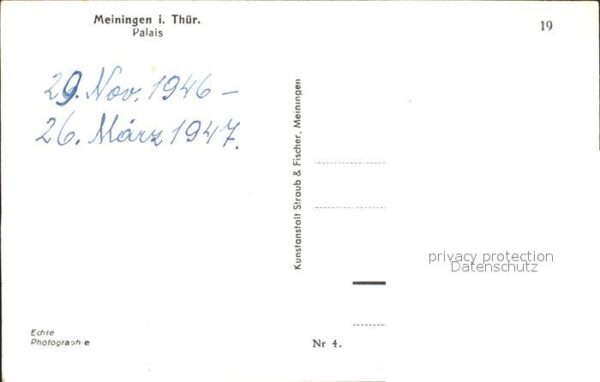 Meiningen i. Thür.
Palais
19
29. Nov. 1946 –
26. März 1947.
Kunstanstalt Straub & Fischer, Meiningen
privacy protection
Datenschutz
Echte
Photographie
Nr 4.